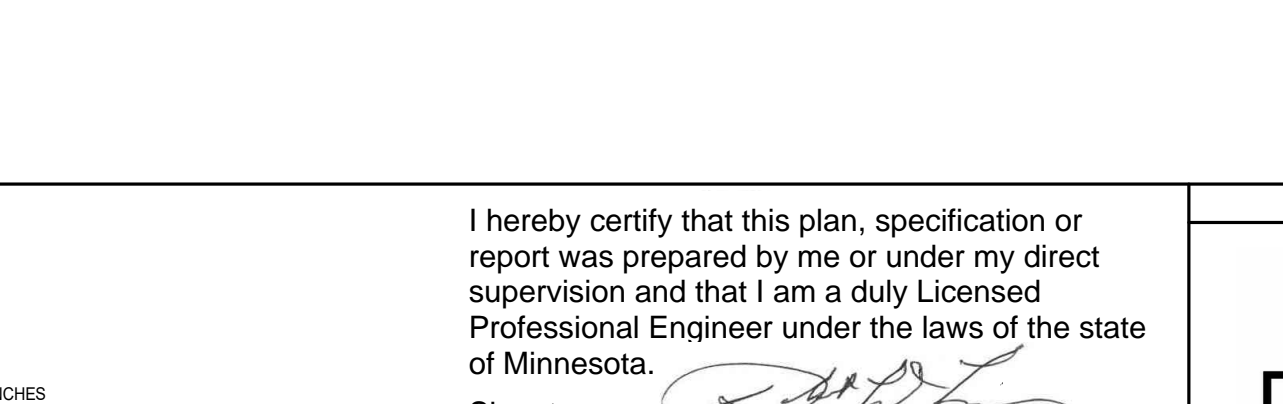 I hereby certify that this plan, specification or
report was prepared by me or under my direct
supervision and that I am a duly Licensed
Professional Engineer under the laws of the state
of Minnesota.